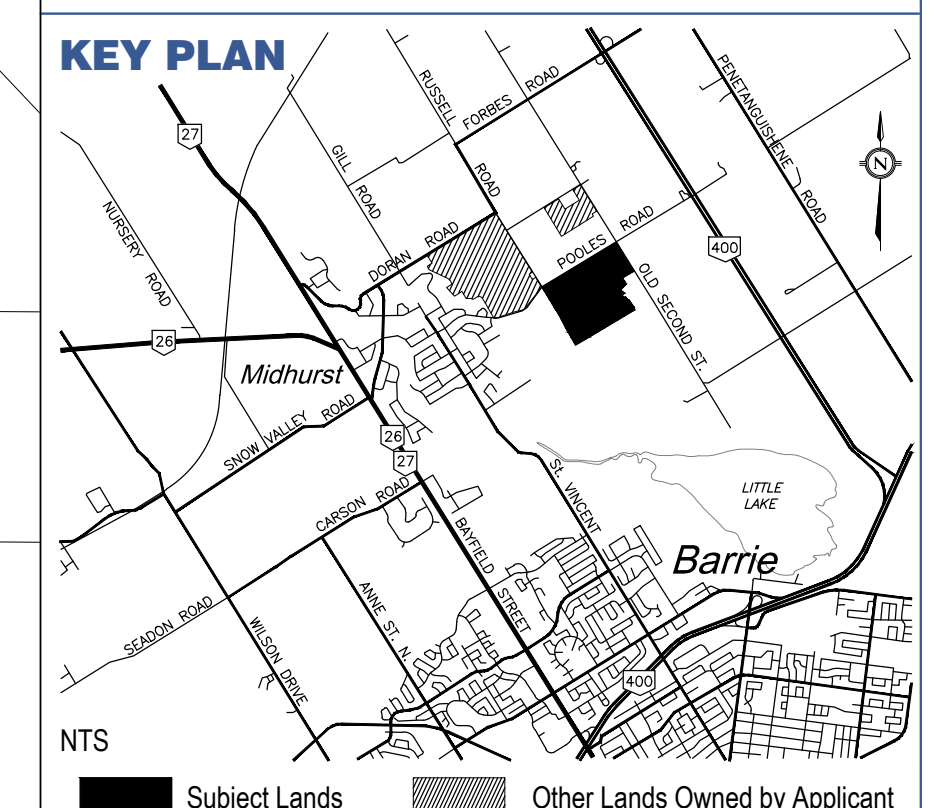 KEY PLAN
27
NURSERY ROAD
GILL ROAD
RUSSELL ROAD
FORBES ROAD
PENETANGUISHENE ROAD
N
DORAN ROAD
POOLES ROAD
400
OLD SECOND ST.
26
Midhurst
SNOW VALLEY ROAD
26
27
CARSON ROAD
St. VINCENT
LITTLE
LAKE
Barrie
BAYFIELD STREET
ANNE ST. N.
SEADON ROAD
WILSON DRIVE
400
NTS
Subject Lands
Other Lands Owned by Applicant